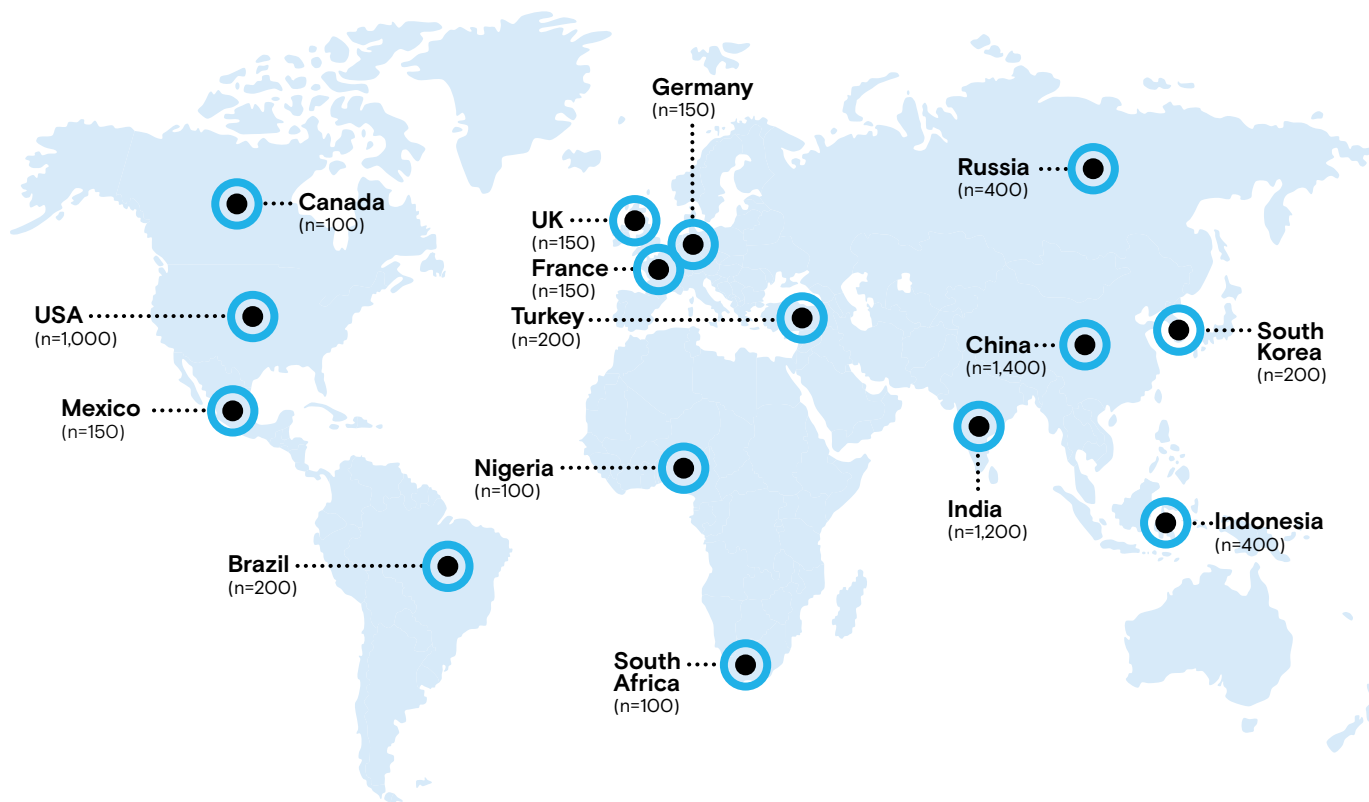 Germany
(n=150)
Russia
(n=400)
Canada
(n=100)
UK
(n=150)
France
(n=150)
USA
(n=1,000)
Turkey
(n=200)
China
(n=1,400)
South
Korea
(n=200)
Mexico
(n=150)
Nigeria
(n=100)
India
(n=1,200)
Indonesia
(n=400)
Brazil
(n=200)
South
Africa
(n=100)